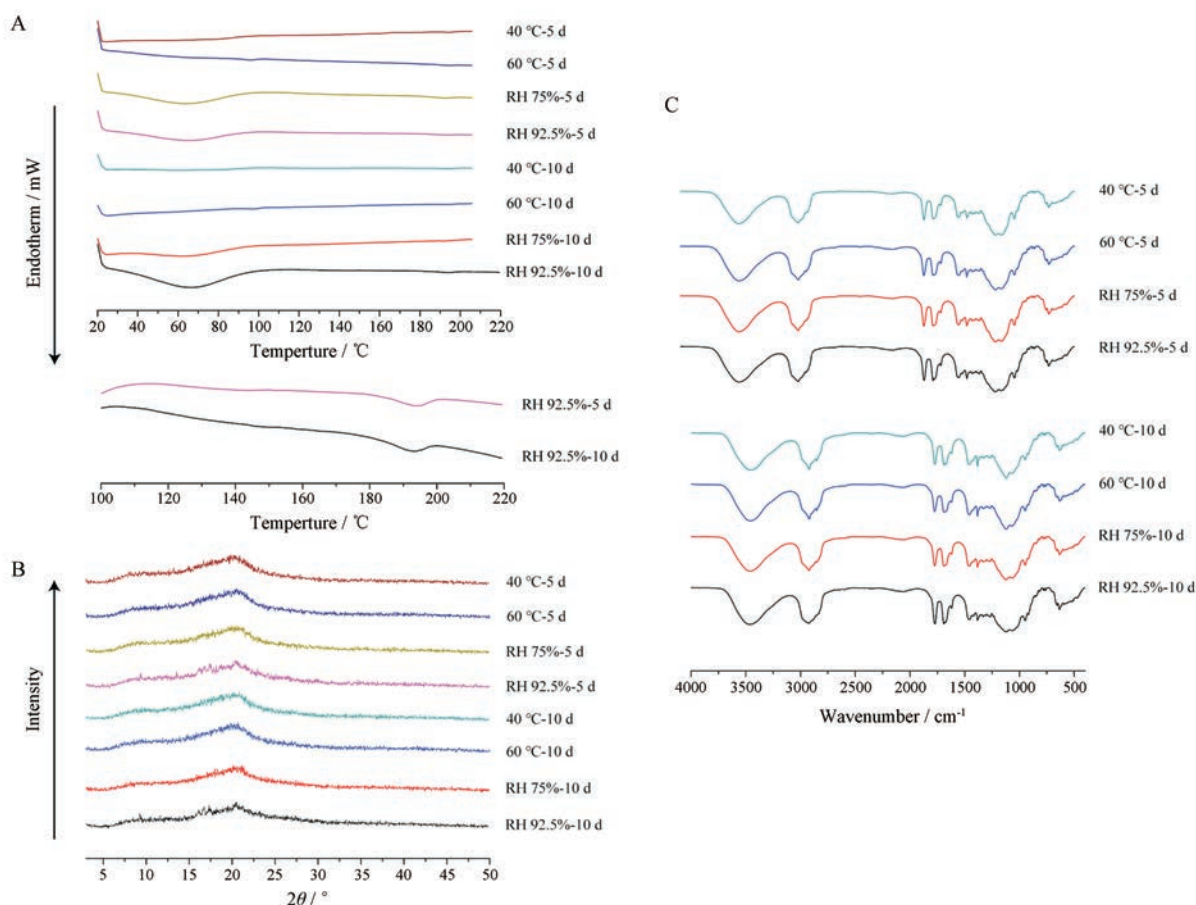 A
40 ℃-5 d
60 ℃-5 d
RH 75%-5 d
RH 92.5%-5 d
40 ℃-10 d
60 ℃-10 d
RH 75%-10 d
RH 92.5%-10 d
Endotherm / mW
20 40 60 80 100 120 140 160 180 200 220
Temperture / ℃
RH 92.5%-5 d
RH 92.5%-10 d
100 120 140 160 180 200 220
Temperture / ℃
B
40 ℃-5 d
60 ℃-5 d
RH 75%-5 d
RH 92.5%-5 d
40 ℃-10 d
60 ℃-10 d
RH 75%-10 d
RH 92.5%-10 d
Intensity
5 10 15 20 25 30 35 40 45 50
2θ / °
C
40 ℃-5 d
60 ℃-5 d
RH 75%-5 d
RH 92.5%-5 d
40 ℃-10 d
60 ℃-10 d
RH 75%-10 d
RH 92.5%-10 d
4000 3500 3000 2500 2000 1500 1000 500
Wavenumber / cm⁻¹